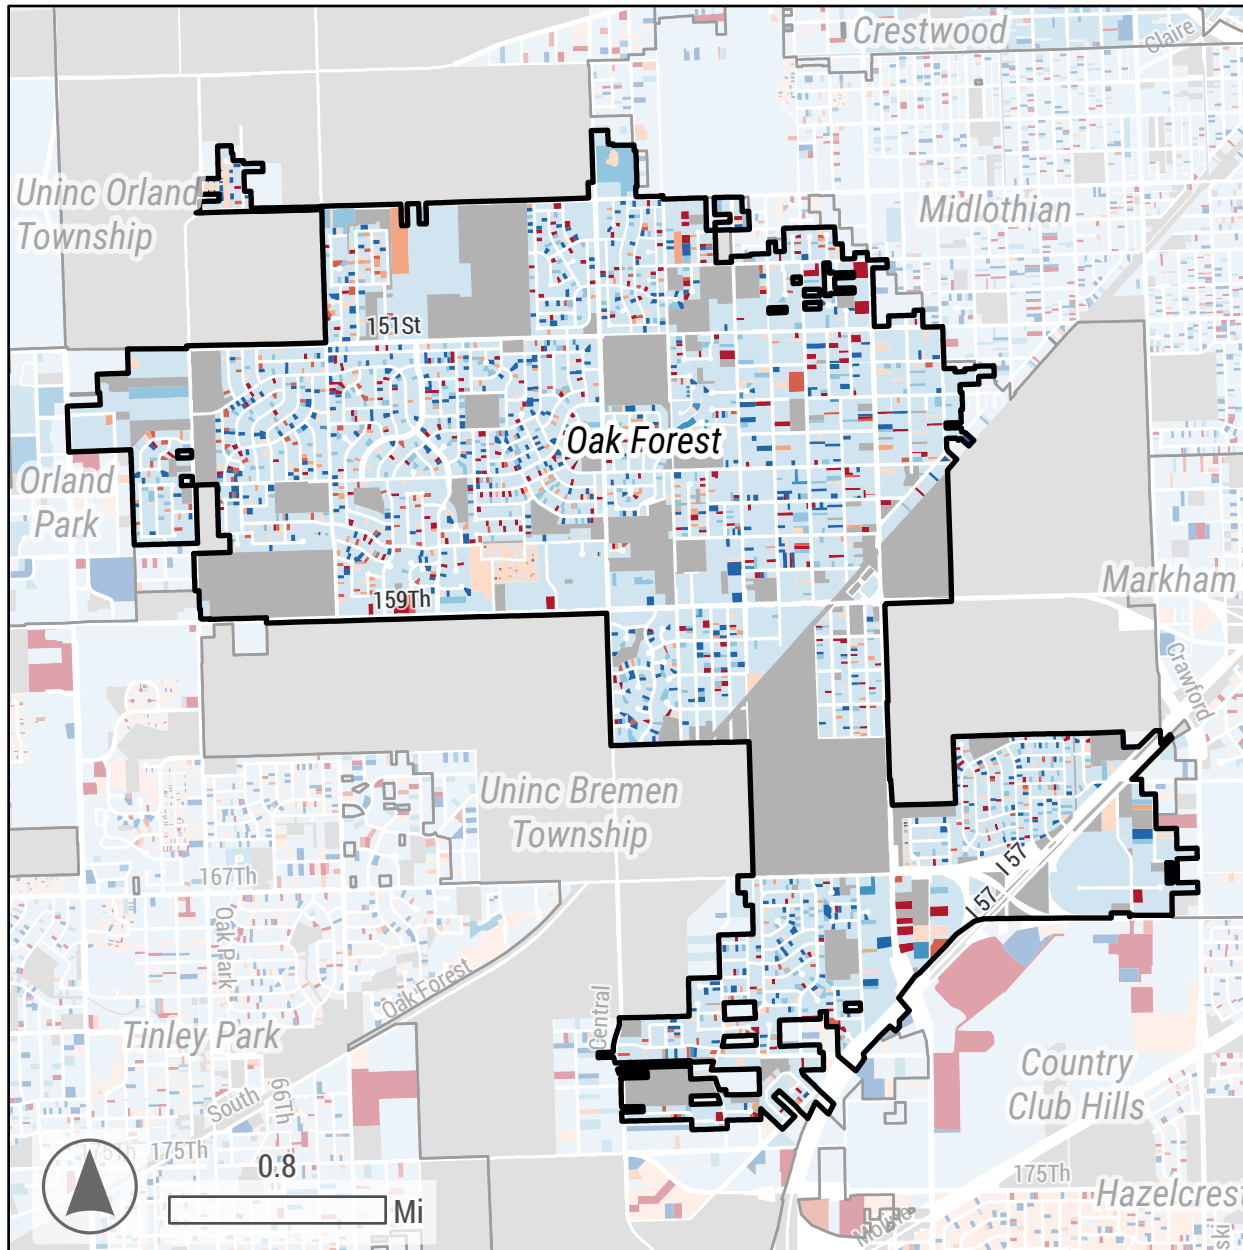 Crestwood
Claire
Uninc Orland
Township
Midlothian
151St
Oak Forest
Orland
Park
Markham
159Th
Crawford
Uninc Bremen
Township
I 57
I 57
167Th
Oak Park
Oak Forest
Central
Tinley Park
Country
Club Hills
South
66Th
175Th
175Th
175Th
Hazelcrest
0.8
Mi
ski